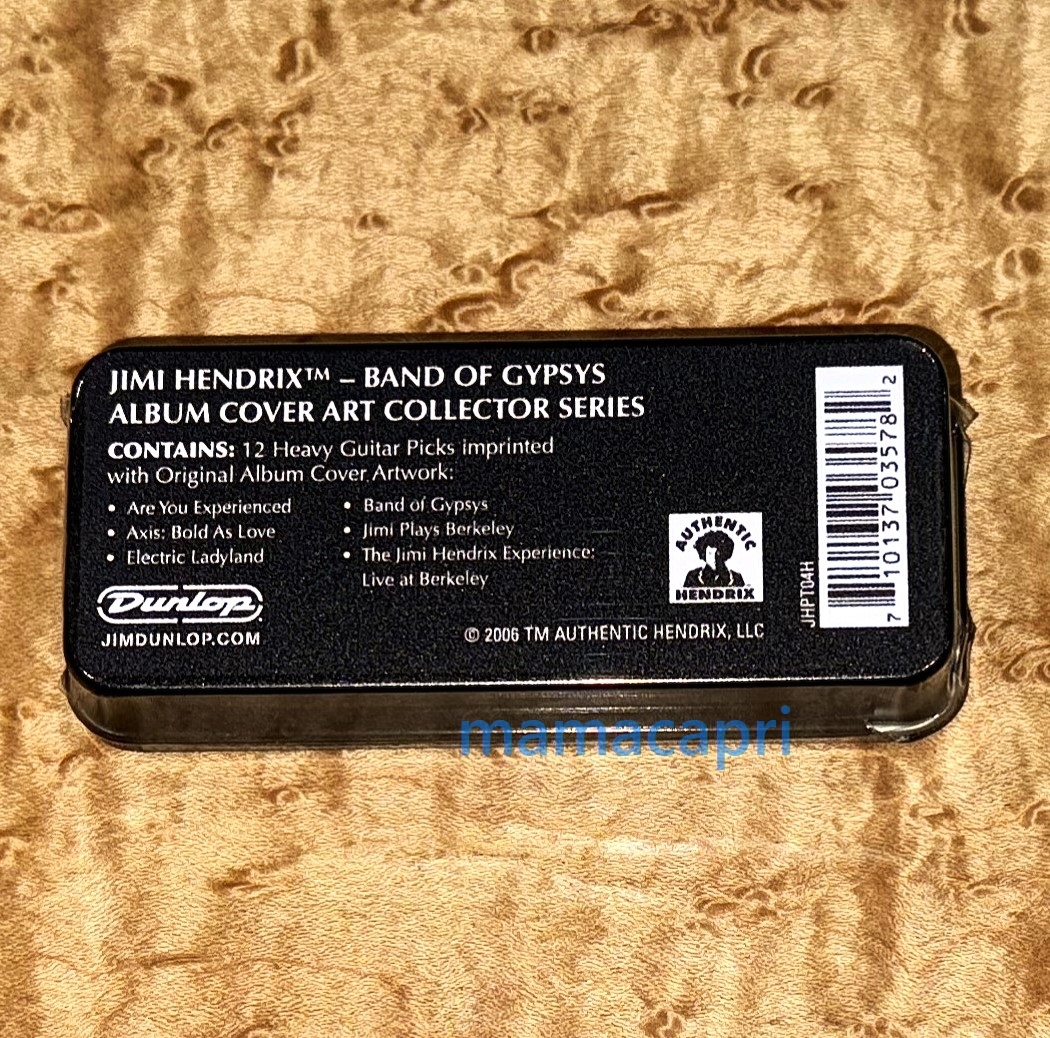 JIMI HENDRIX™ – BAND OF GYPSYS
ALBUM COVER ART COLLECTOR SERIES
CONTAINS: 12 Heavy Guitar Picks imprinted
with Original Album Cover Artwork:
• Are You Experienced
• Axis: Bold As Love
• Electric Ladyland
• Band of Gypsys
• Jimi Plays Berkeley
• The Jimi Hendrix Experience:
Live at Berkeley
Dunlop
JIMDUNLOP.COM
AUTHENTIC
HENDRIX
© 2006 TM AUTHENTIC HENDRIX, LLC
JHPT04H
7 10137 03578 2
mamacapri